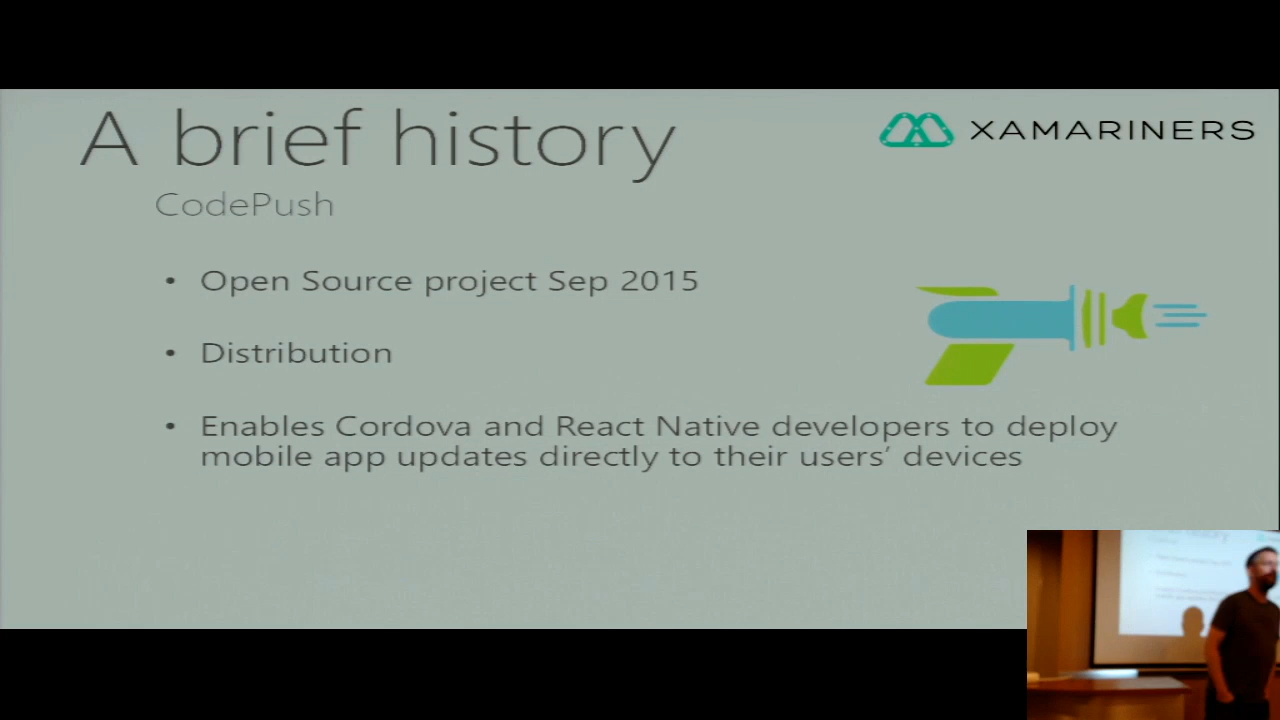 A brief history
XAMARINERS
CodePush
• Open Source project Sep 2015
• Distribution
• Enables Cordova and React Native developers to deploy
mobile app updates directly to their users’ devices